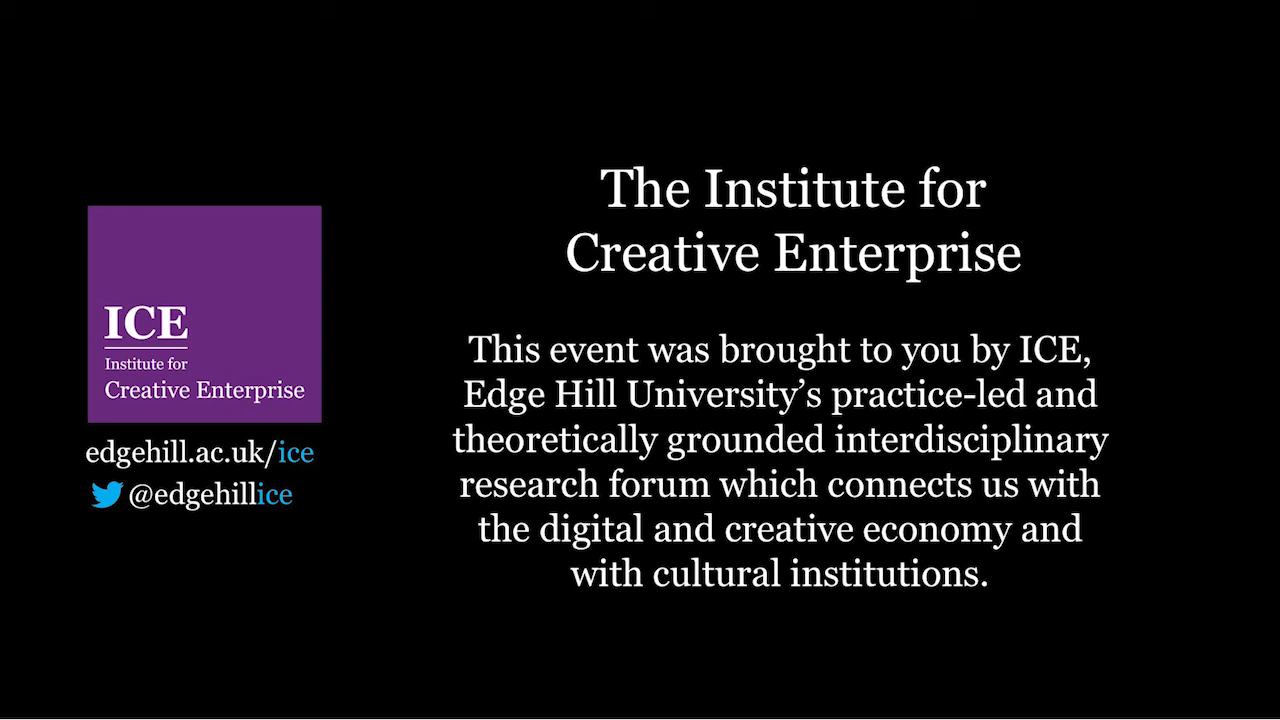 ICE
Institute for
Creative Enterprise
edgehill.ac.uk/ice
@edgehillice
The Institute for
Creative Enterprise
This event was brought to you by ICE,
Edge Hill University’s practice-led and
theoretically grounded interdisciplinary
research forum which connects us with
the digital and creative economy and
with cultural institutions.